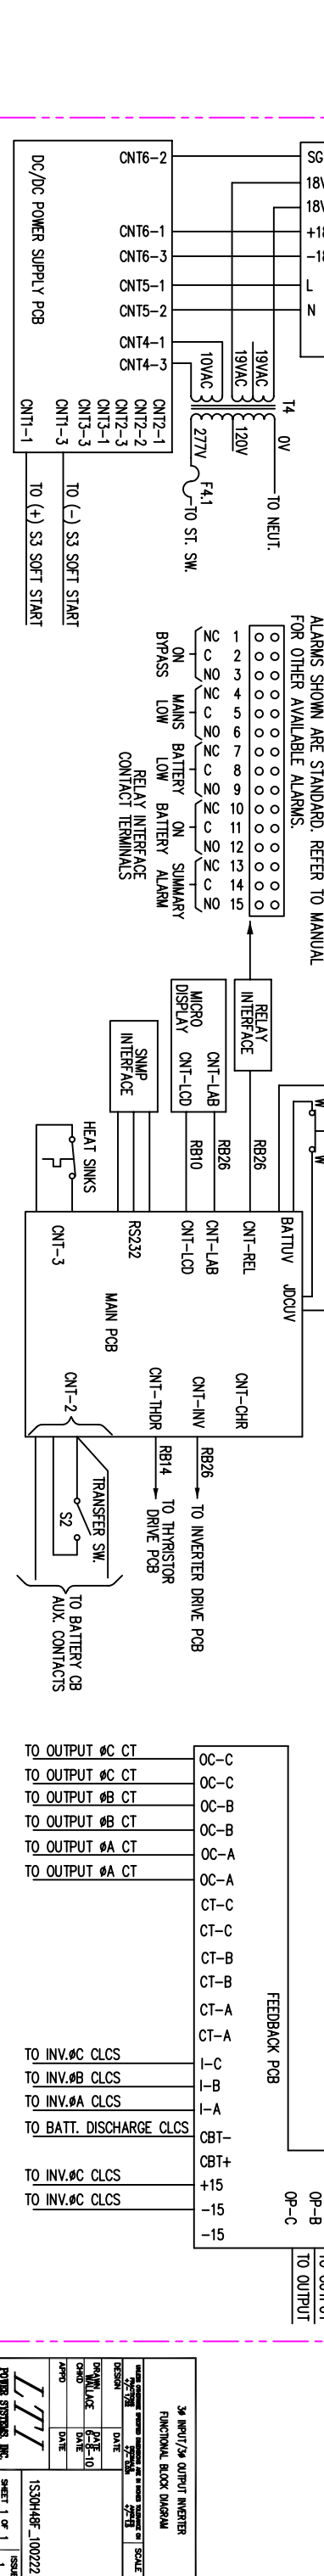 CNT6-2
CNT6-1
CNT6-3
CNT5-1
CNT5-2
CNT4-1
CNT4-3
DC/DC POWER SUPPLY PCB
CNT2-1
CNT2-2
CNT2-3
CNT3-1
CNT3-3
CNT1-3
CNT1-1
SG
18V
18V
+18
-18
L
N
10VAC
19VAC
19VAC
T4
0V
120V
277V
F4.1
TO NEUT.
TO ST. SW.
TO (-) S3 SOFT START
TO (+) S3 SOFT START
ALARMS SHOWN ARE STANDARD. REFER TO MANUAL
FOR OTHER AVAILABLE ALARMS.
NC 1
C 2
NO 3
NC 4
C 5
NO 6
NC 7
C 8
NO 9
NC 10
C 11
NO 12
NC 13
C 14
NO 15
ON
BYPASS
MAINS
LOW
BATTERY
LOW
ON
BATTERY
SUMMARY
ALARM
RELAY INTERFACE
CONTACT TERMINALS
RELAY
INTERFACE
MICRO
DISPLAY
CNT-LAB
CNT-LCD
SNMP
INTERFACE
RB26
RB26
RB10
HEAT SINKS
W
W
BATTUV
JDCUV
CNT-REL
CNT-LAB
CNT-LCD
RS232
CNT-3
MAIN PCB
CNT-CHR
CNT-INV
CNT-THDR
CNT-2
RB26
RB14
TO INVERTER DRIVE PCB
TO THYRISTOR
DRIVE PCB
TRANSFER SW.
S2
TO BATTERY CB
AUX. CONTACTS
TO OUTPUT øC CT
TO OUTPUT øC CT
TO OUTPUT øB CT
TO OUTPUT øB CT
TO OUTPUT øA CT
TO OUTPUT øA CT
OC-C
OC-C
OC-B
OC-B
OC-A
OC-A
CT-C
CT-C
CT-B
CT-B
CT-A
CT-A
I-C
I-B
I-A
CBT-
CBT+
+15
-15
-15
FEEDBACK PCB
TO INV.øC CLCS
TO INV.øB CLCS
TO INV.øA CLCS
TO BATT. DISCHARGE CLCS
TO INV.øC CLCS
TO INV.øC CLCS
OP-B
OP-C
TO OUTPUT
TO OUTPUT
3ø INPUT/3ø OUTPUT INVERTER
FUNCTIONAL BLOCK DIAGRAM
SCALE
DESIGN
DATE
DRAWN
WALLACE
DATE
6-8-10
CHKD
DATE
APPD
DATE
LTI
POWER SYSTEMS, INC.
1S30H48F_100222
SHEET 1 OF 1
ISSUE
1